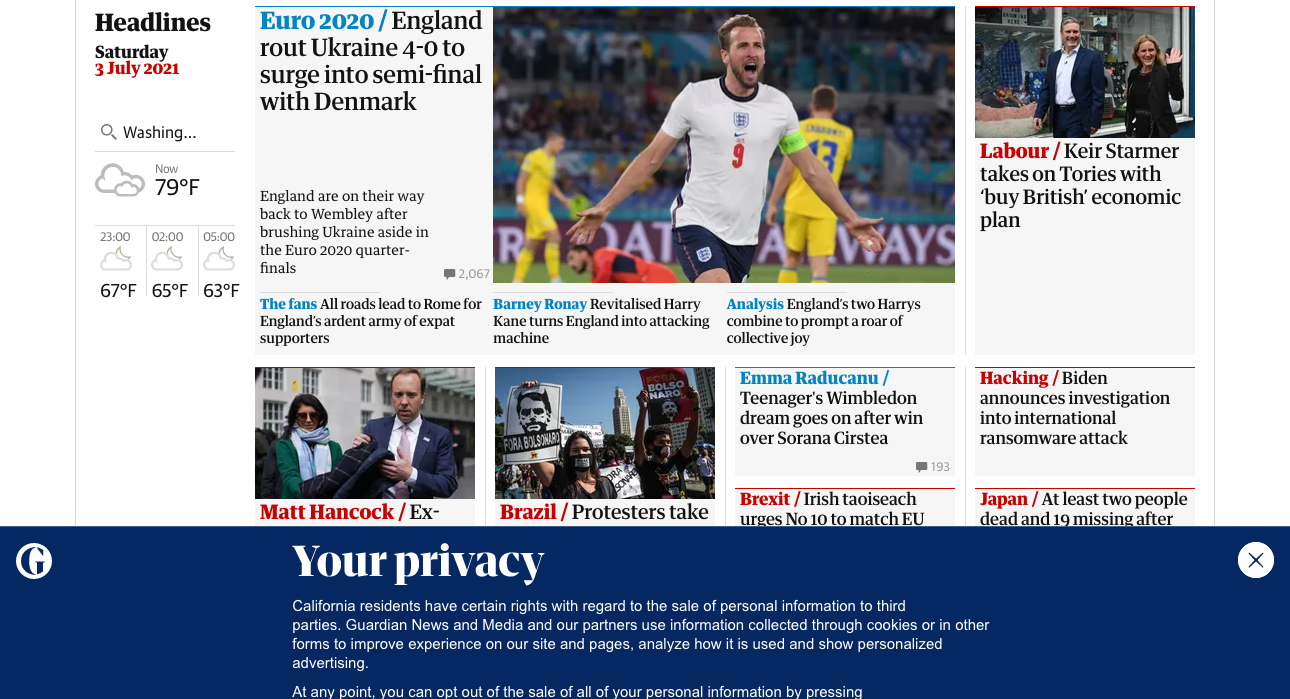 Headlines
Saturday
3 July 2021
Washing...
Now
79°F
23:00
02:00
05:00
67°F
65°F
63°F
Euro 2020 / England
rout Ukraine 4-0 to
surge into semi-final
with Denmark
England are on their way
back to Wembley after
brushing Ukraine aside in
the Euro 2020 quarter-
finals
2,067
9
13
QATAR AIRWAYS
The fans All roads lead to Rome for
England's ardent army of expat
supporters
Barney Ronay Revitalised Harry
Kane turns England into attacking
machine
Analysis England's two Harrys
combine to prompt a roar of
collective joy
Labour / Keir Starmer
takes on Tories with
‘buy British’ economic
plan
Matt Hancock / Ex-
FORA BOLSONARO
FORA
BOLSO
NARO
Brazil / Protesters take
Emma Raducanu /
Teenager's Wimbledon
dream goes on after win
over Sorana Cirstea
193
Brexit / Irish taoiseach
urges No 10 to match EU
Hacking / Biden
announces investigation
into international
ransomware attack
Japan / At least two people
dead and 19 missing after
G
Your privacy
California residents have certain rights with regard to the sale of personal information to third
parties. Guardian News and Media and our partners use information collected through cookies or in other
forms to improve experience on our site and pages, analyze how it is used and show personalized
advertising.
At any point, you can opt out of the sale of all of your personal information by pressing